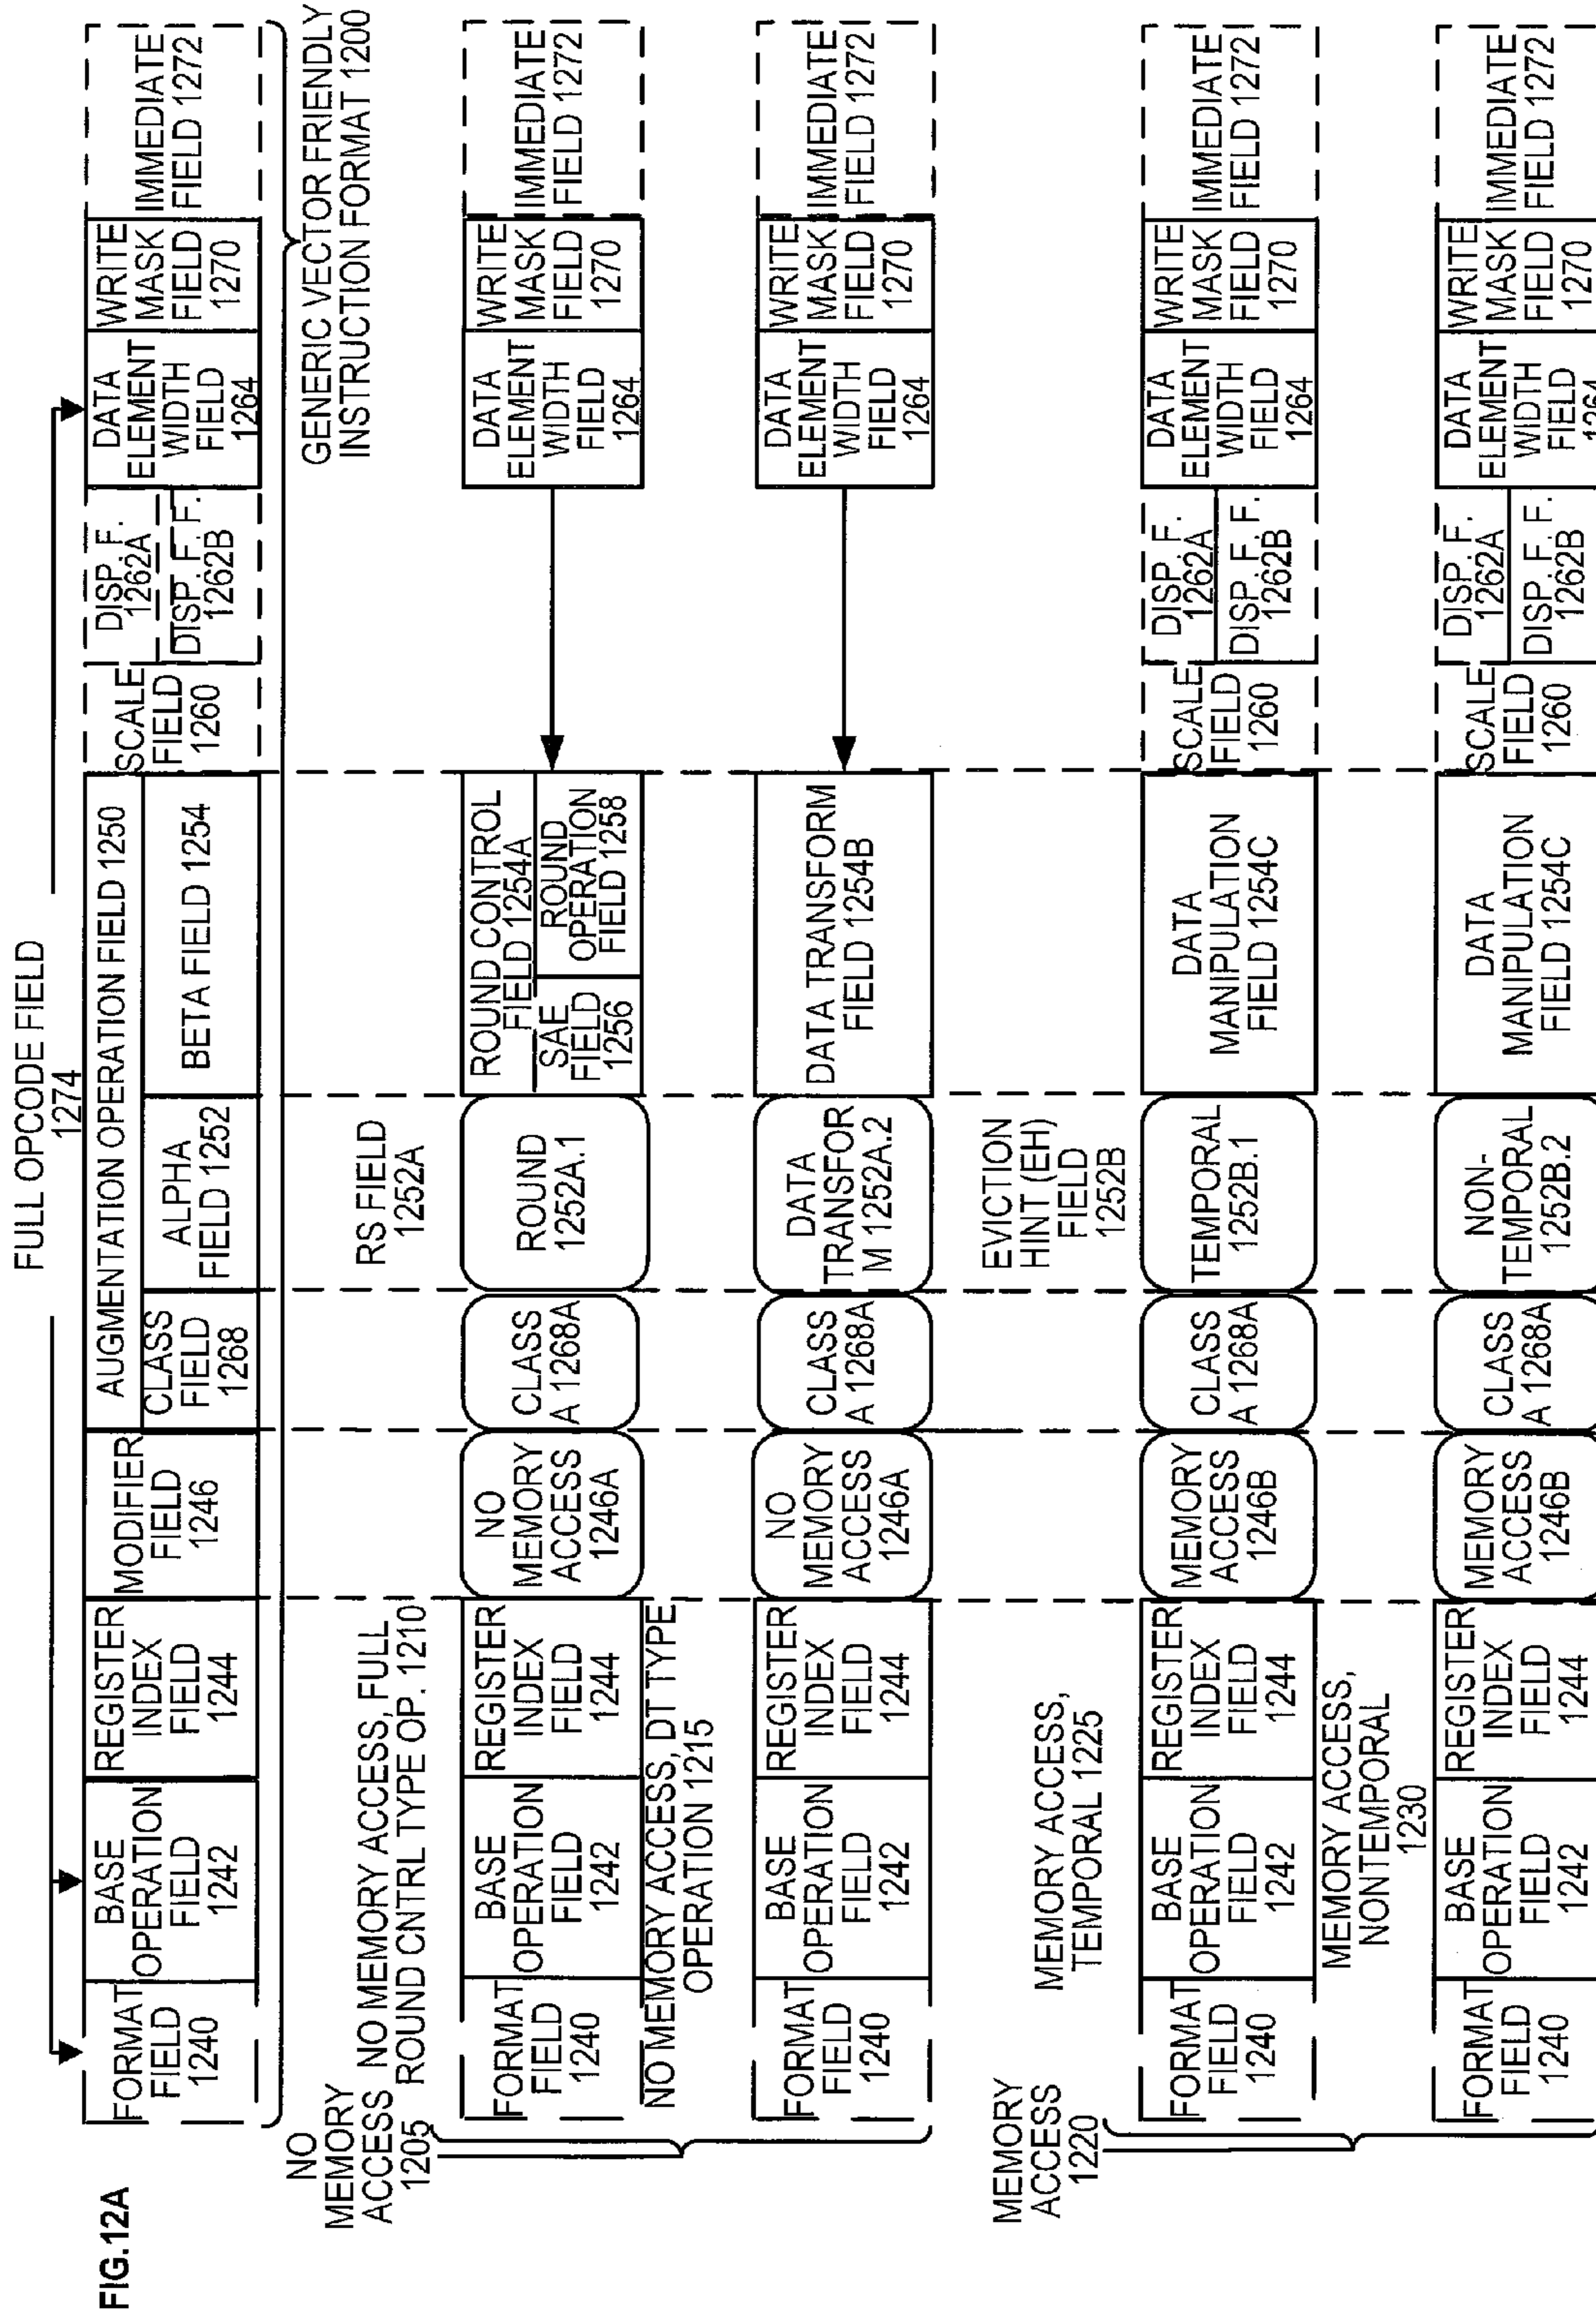 FIG.12A
FULL OPCODE FIELD
1274
FORMAT
FIELD
1240
BASE
OPERATION
FIELD
1242
REGISTER
INDEX
FIELD
1244
MODIFIER
FIELD
1246
AUGMENTATION OPERATION FIELD 1250
CLASS
FIELD
1268
ALPHA
FIELD 1252
BETA FIELD 1254
SCALE
FIELD
1260
DISP. F.
1262A
DISP. F. F.
1262B
DATA
ELEMENT
WIDTH
FIELD
1264
WRITE
MASK
FIELD
1270
IMMEDIATE
FIELD 1272
GENERIC VECTOR FRIENDLY
INSTRUCTION FORMAT 1200
NO
MEMORY
ACCESS
1205
NO MEMORY ACCESS, FULL
ROUND CNTRL TYPE OP. 1210
RS FIELD
1252A
FORMAT
FIELD
1240
BASE
OPERATION
FIELD
1242
REGISTER
INDEX
FIELD
1244
NO
MEMORY
ACCESS
1246A
CLASS
A 1268A
ROUND
1252A.1
ROUND CONTROL
FIELD 1254A
SAE
FIELD
1256
ROUND
OPERATION
FIELD 1258
DATA
ELEMENT
WIDTH
FIELD
1264
WRITE
MASK
FIELD
1270
IMMEDIATE
FIELD 1272
NO MEMORY ACCESS, DT TYPE
OPERATION 1215
FORMAT
FIELD
1240
BASE
OPERATION
FIELD
1242
REGISTER
INDEX
FIELD
1244
NO
MEMORY
ACCESS
1246A
CLASS
A 1268A
DATA
TRANSFOR
M 1252A.2
DATA TRANSFORM
FIELD 1254B
DATA
ELEMENT
WIDTH
FIELD
1264
WRITE
MASK
FIELD
1270
IMMEDIATE
FIELD 1272
MEMORY
ACCESS
1220
MEMORY ACCESS,
TEMPORAL 1225
EVICTION
HINT (EH)
FIELD
1252B
FORMAT
FIELD
1240
BASE
OPERATION
FIELD
1242
REGISTER
INDEX
FIELD
1244
MEMORY
ACCESS
1246B
CLASS
A 1268A
TEMPORAL
1252B.1
DATA
MANIPULATION
FIELD 1254C
SCALE
FIELD
1260
DISP. F.
1262A
DISP. F. F.
1262B
DATA
ELEMENT
WIDTH
FIELD
1264
WRITE
MASK
FIELD
1270
IMMEDIATE
FIELD 1272
MEMORY ACCESS,
NONTEMPORAL
1230
FORMAT
FIELD
1240
BASE
OPERATION
FIELD
1242
REGISTER
INDEX
FIELD
1244
MEMORY
ACCESS
1246B
CLASS
A 1268A
NON-
TEMPORAL
1252B.2
DATA
MANIPULATION
FIELD 1254C
SCALE
FIELD
1260
DISP. F.
1262A
DISP. F. F.
1262B
DATA
ELEMENT
WIDTH
FIELD
1264
WRITE
MASK
FIELD
1270
IMMEDIATE
FIELD 1272